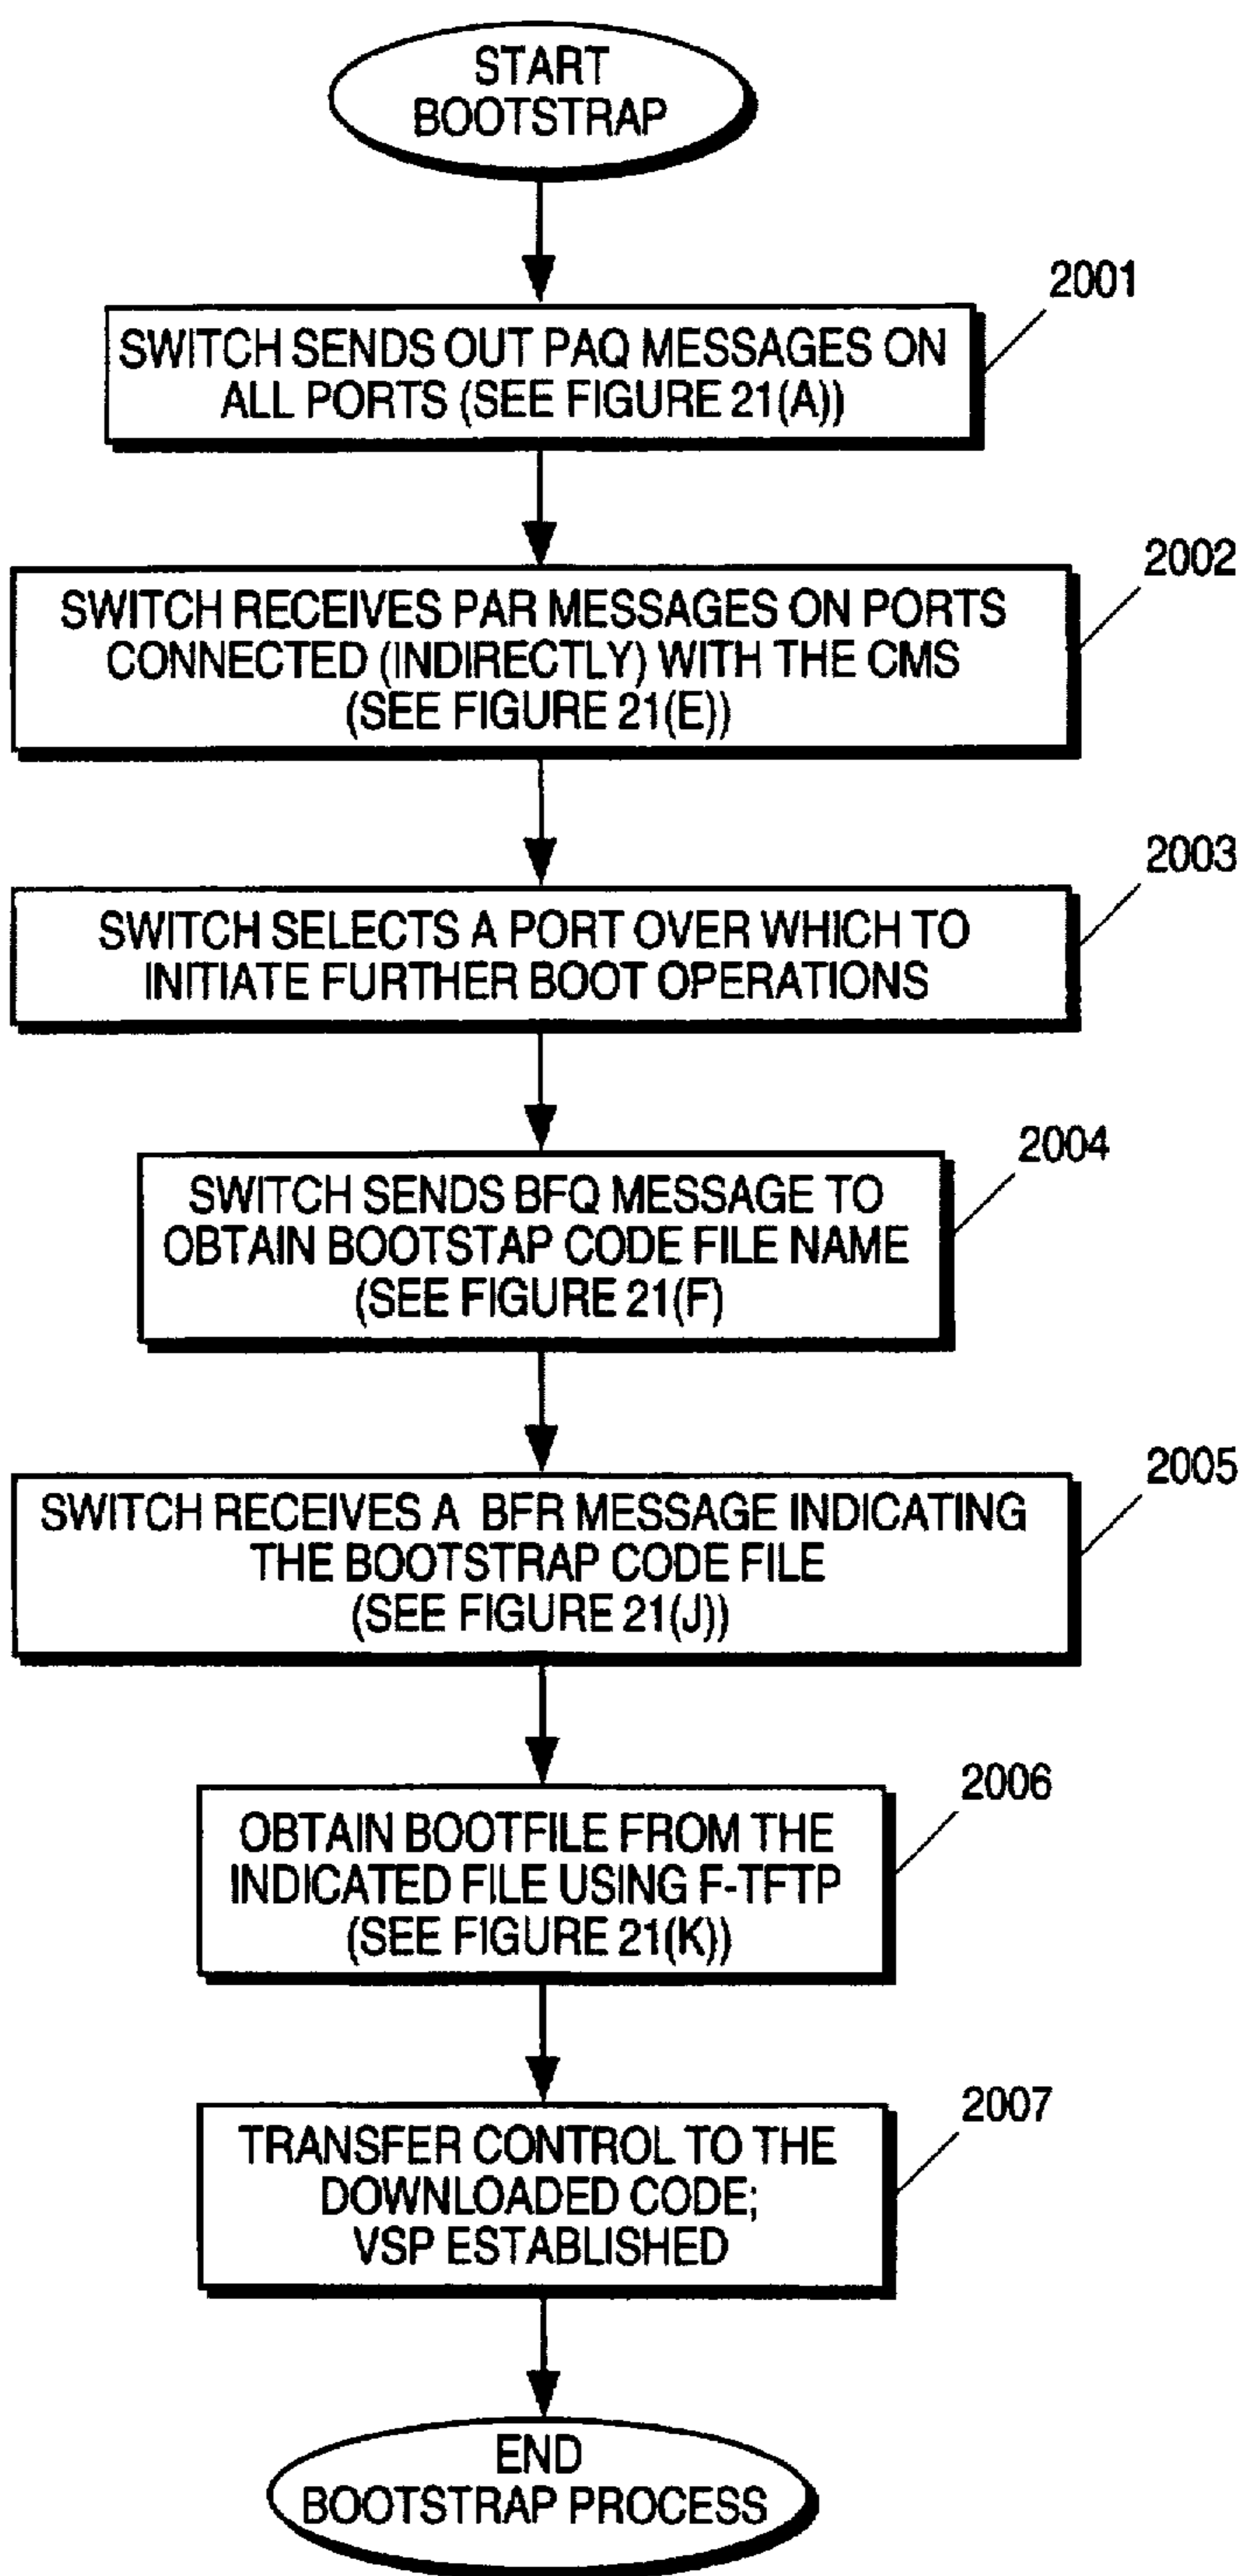 START
BOOTSTRAP
2001
SWITCH SENDS OUT PAQ MESSAGES ON
ALL PORTS (SEE FIGURE 21(A))
2002
SWITCH RECEIVES PAR MESSAGES ON PORTS
CONNECTED (INDIRECTLY) WITH THE CMS
(SEE FIGURE 21(E))
2003
SWITCH SELECTS A PORT OVER WHICH TO
INITIATE FURTHER BOOT OPERATIONS
2004
SWITCH SENDS BFQ MESSAGE TO
OBTAIN BOOTSTAP CODE FILE NAME
(SEE FIGURE 21(F)
2005
SWITCH RECEIVES A BFR MESSAGE INDICATING
THE BOOTSTRAP CODE FILE
(SEE FIGURE 21(J))
2006
OBTAIN BOOTFILE FROM THE
INDICATED FILE USING F-TFTP
(SEE FIGURE 21(K))
2007
TRANSFER CONTROL TO THE
DOWNLOADED CODE;
VSP ESTABLISHED
END
BOOTSTRAP PROCESS